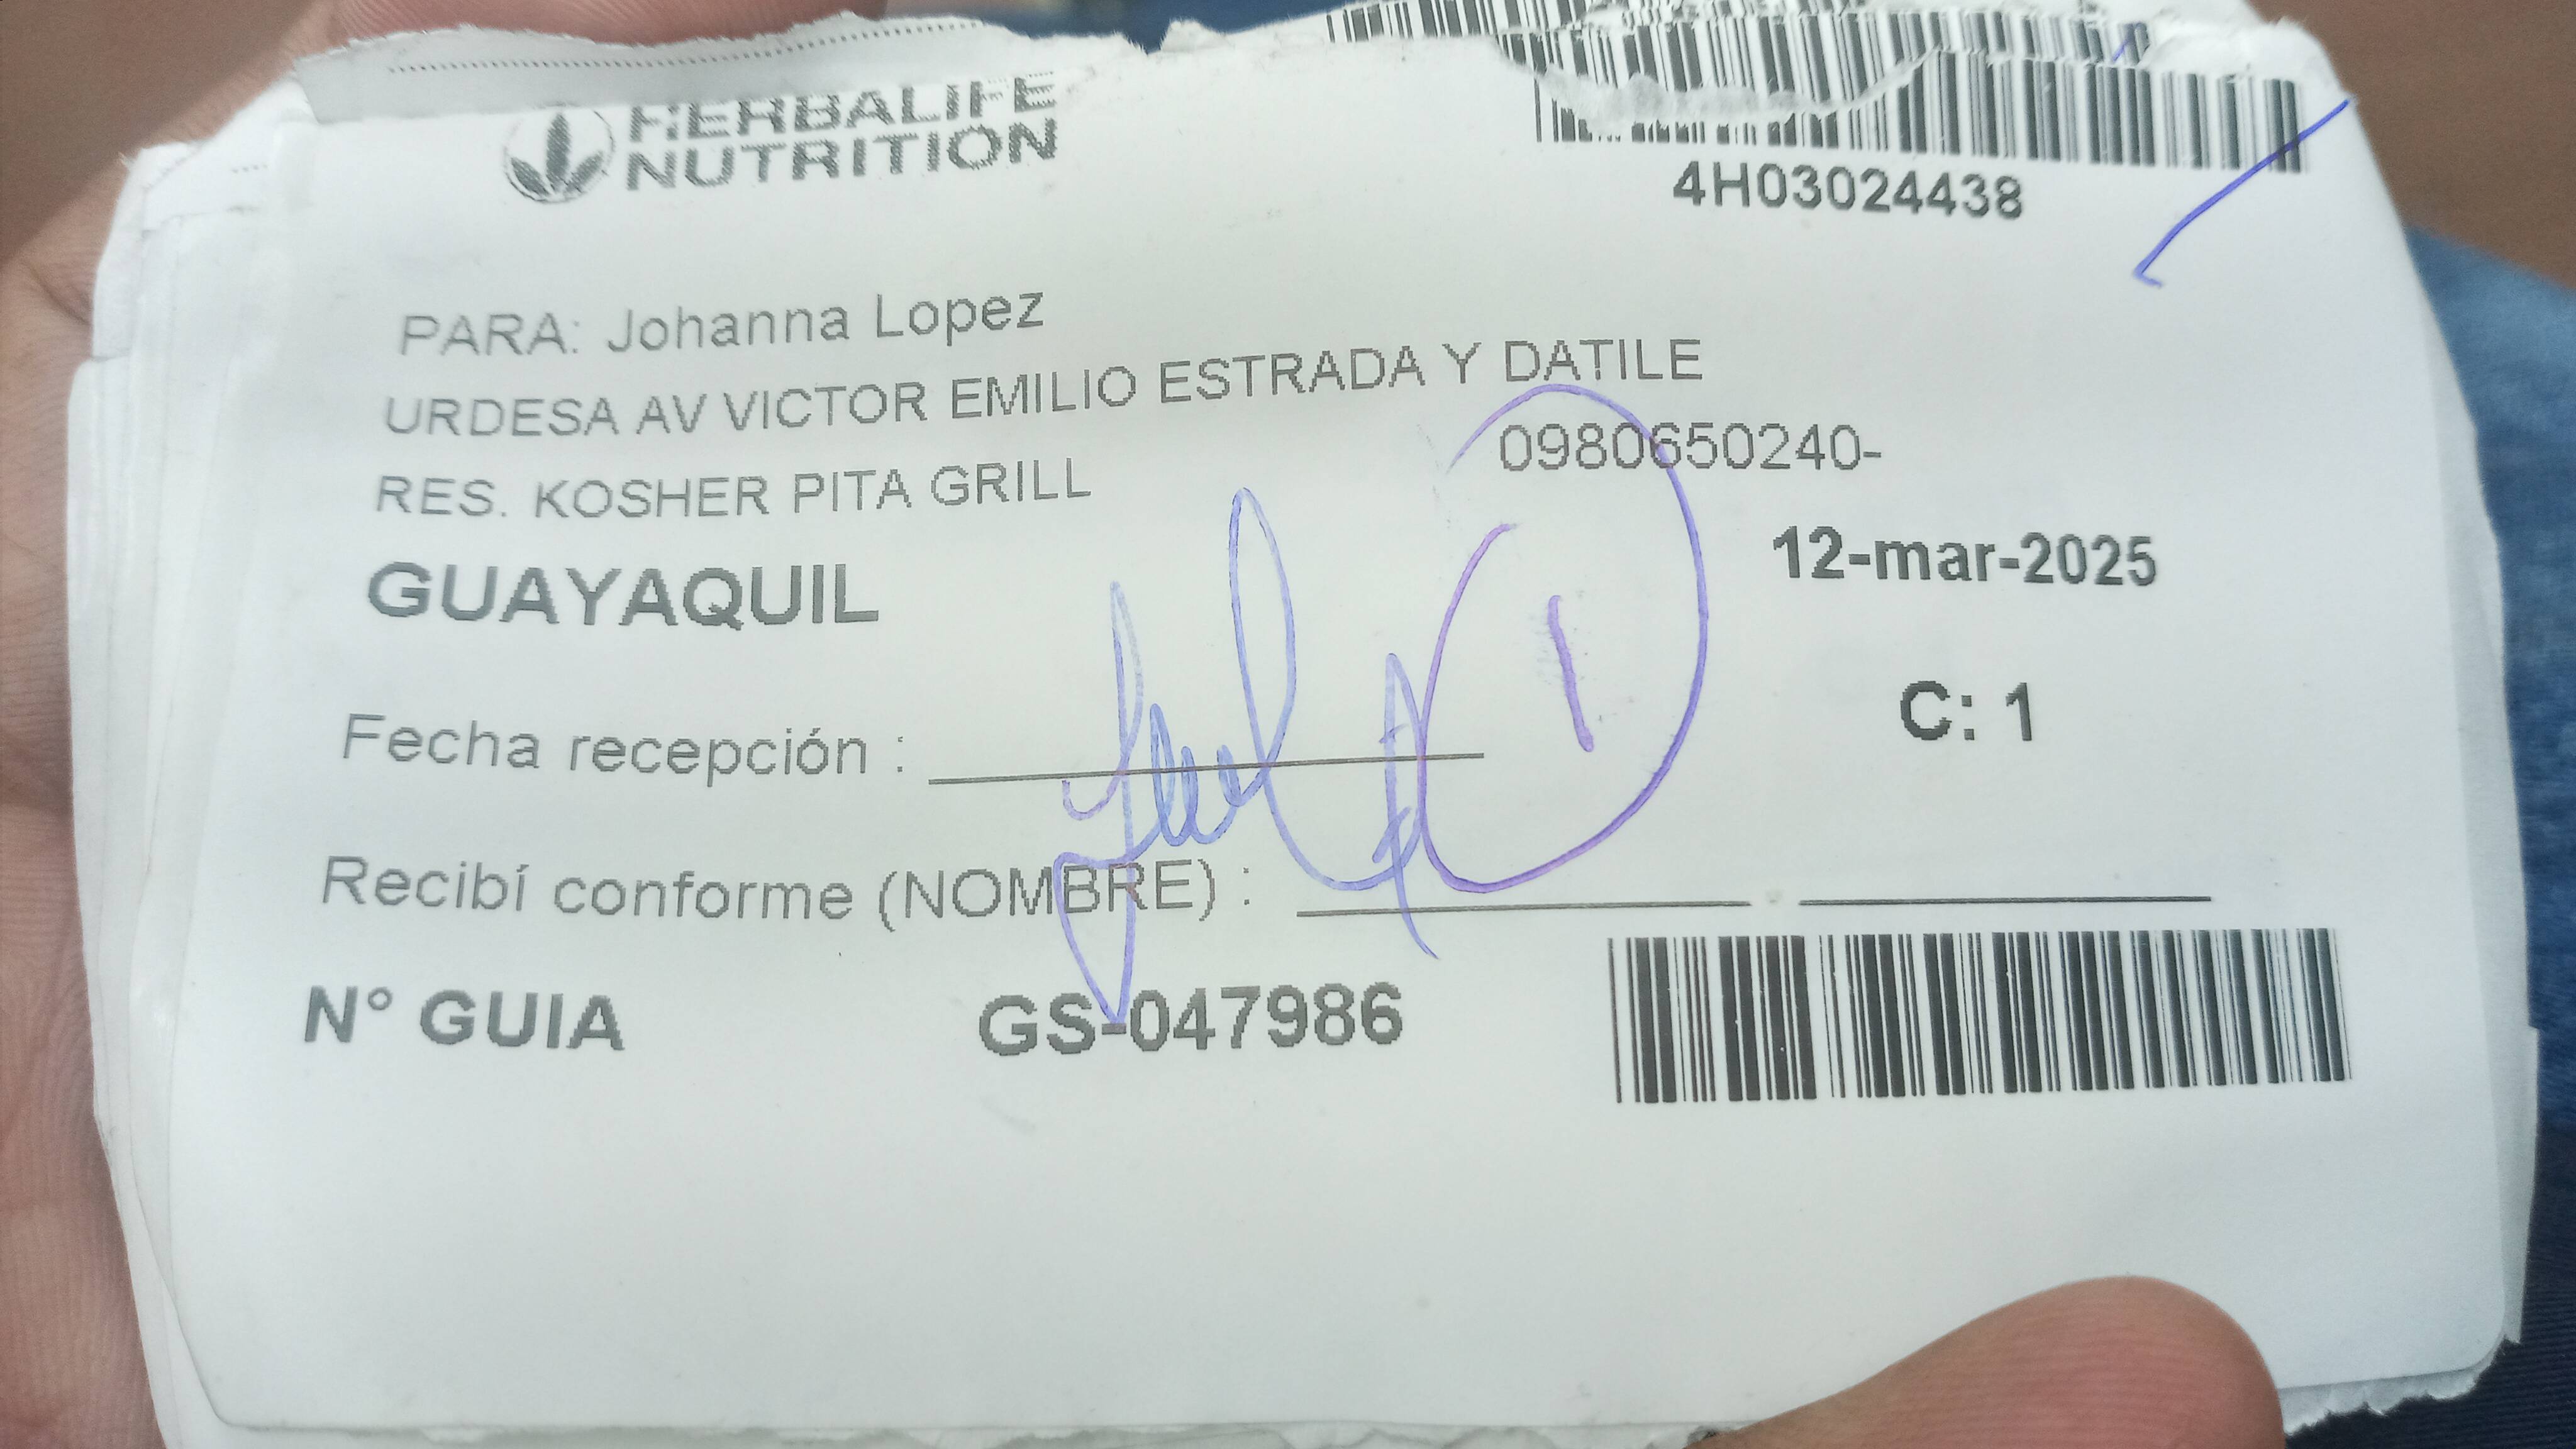 HERBALIFE
NUTRITION
4H03024438
PARA: Johanna Lopez
URDESA AV VICTOR EMILIO ESTRADA Y DATILE
0980650240-
RES. KOSHER PITA GRILL
12-mar-2025
GUAYAQUIL
C: 1
1
Fecha recepción :
Recibí conforme (NOMBRE) :
N° GUIA GS-047986